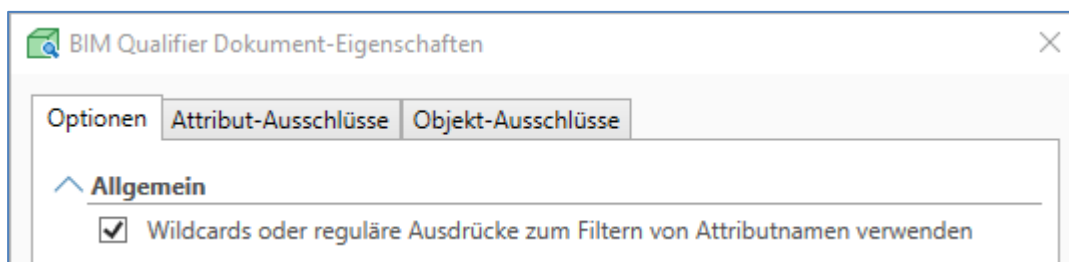 BIM Qualifier Dokument-Eigenschaften
Optionen Attribut-Ausschlüsse Objekt-Ausschlüsse
Allgemein
Wildcards oder reguläre Ausdrücke zum Filtern von Attributnamen verwenden